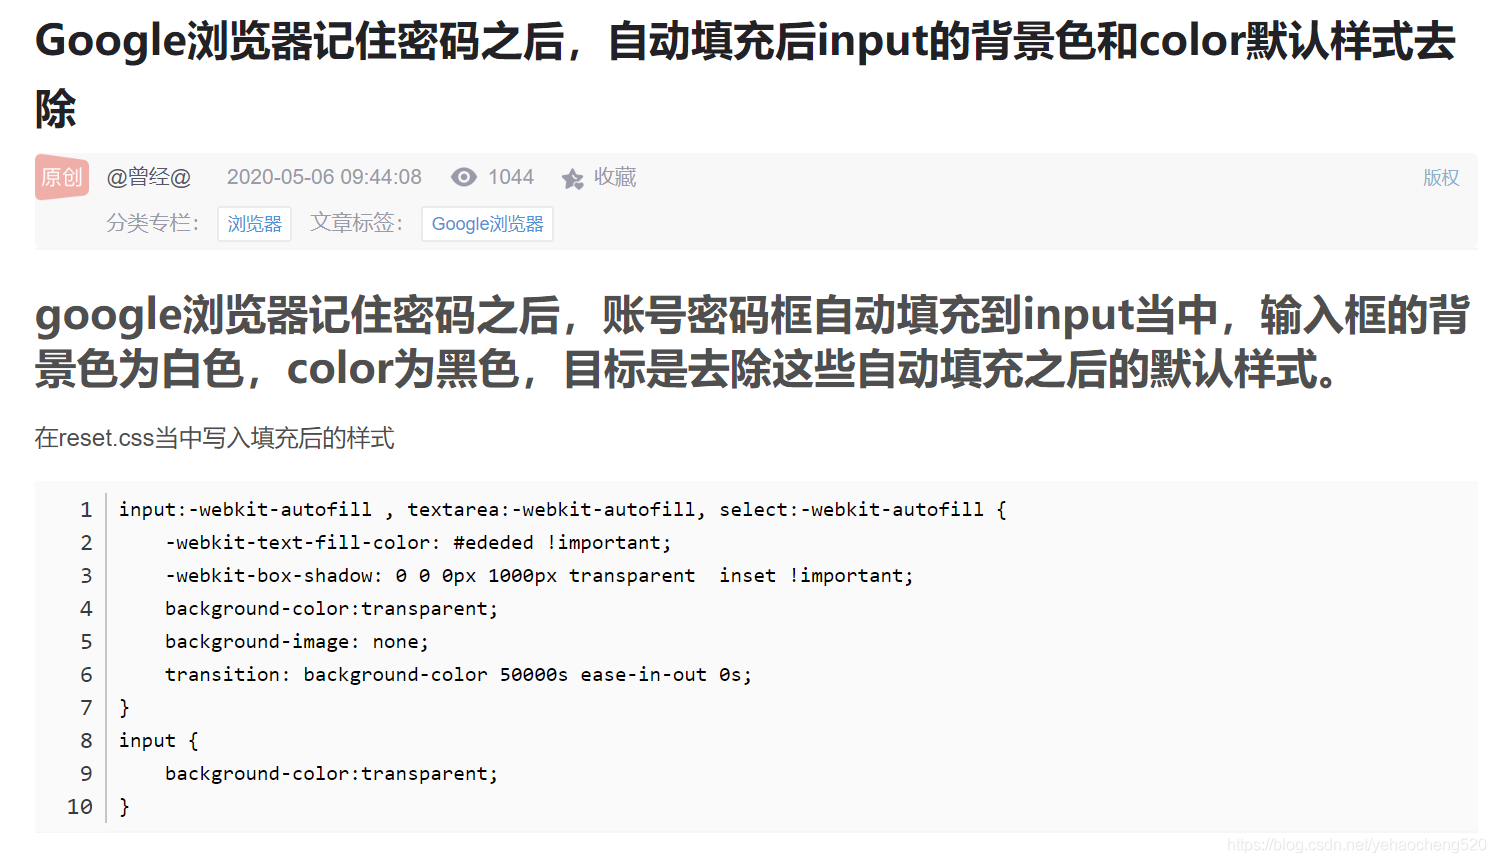 Google浏览器记住密码之后，自动填充后input的背景色和color默认样式去
除
原创 @曾经@ 2020-05-06 09:44:08 1044 收藏 版权
分类专栏： 浏览器 文章标签： Google浏览器
google浏览器记住密码之后，账号密码框自动填充到input当中，输入框的背
景色为白色，color为黑色，目标是去除这些自动填充之后的默认样式。
在reset.css当中写入填充后的样式
1 input:-webkit-autofill , textarea:-webkit-autofill, select:-webkit-autofill {
2     -webkit-text-fill-color: #ededed !important;
3     -webkit-box-shadow: 0 0 0px 1000px transparent  inset !important;
4     background-color:transparent;
5     background-image: none;
6     transition: background-color 50000s ease-in-out 0s;
7 }
8 input {
9     background-color:transparent;
10 }
https://blog.csdn.net/yehaocheng520